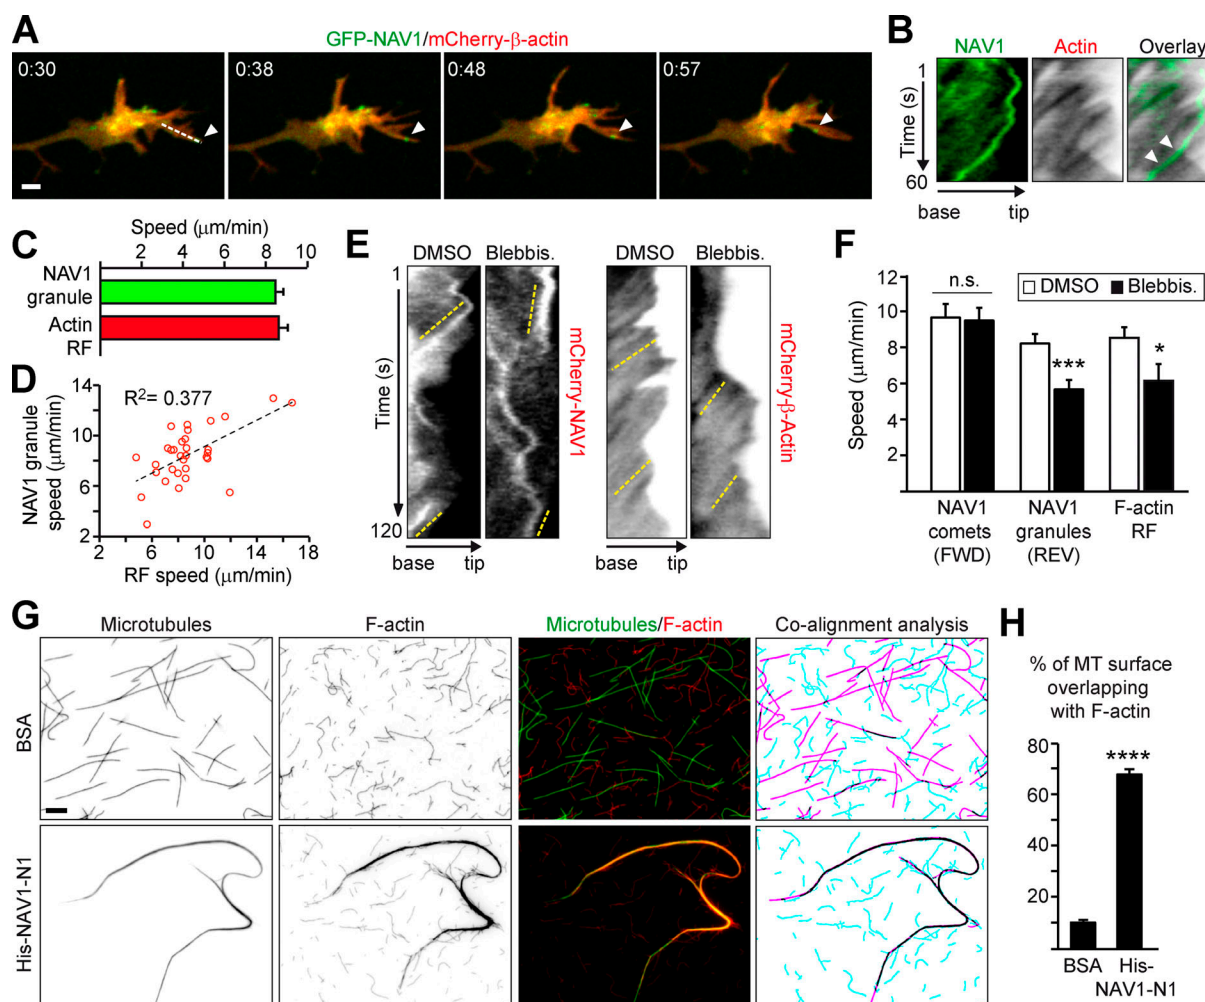 A
GFP-NAV1/mCherry-β-actin
0:30
0:38
0:48
0:57
B
NAV1
Actin
Overlay
1
Time (s)
60
base
tip
C
Speed (μm/min)
2 4 6 8 10
NAV1
granule
Actin
RF
D
R²= 0.377
NAV1 granule
speed (μm/min)
14
10
6
2
2 6 10 14 18
RF speed (μm/min)
E
DMSO
Blebbis.
DMSO
Blebbis.
1
Time (s)
120
mCherry-NAV1
mCherry-β-Actin
base
tip
base
tip
F
n.s.
DMSO
Blebbis.
***
*
Speed (μm/min)
12
10
8
6
4
2
NAV1
comets
(FWD)
NAV1
granules
(REV)
F-actin
RF
G
Microtubules
F-actin
Microtubules/F-actin
Co-alignment analysis
BSA
His-NAV1-N1
H
% of MT surface
overlapping
with F-actin
80
60
40
20
****
BSA
His-
NAV1-N1